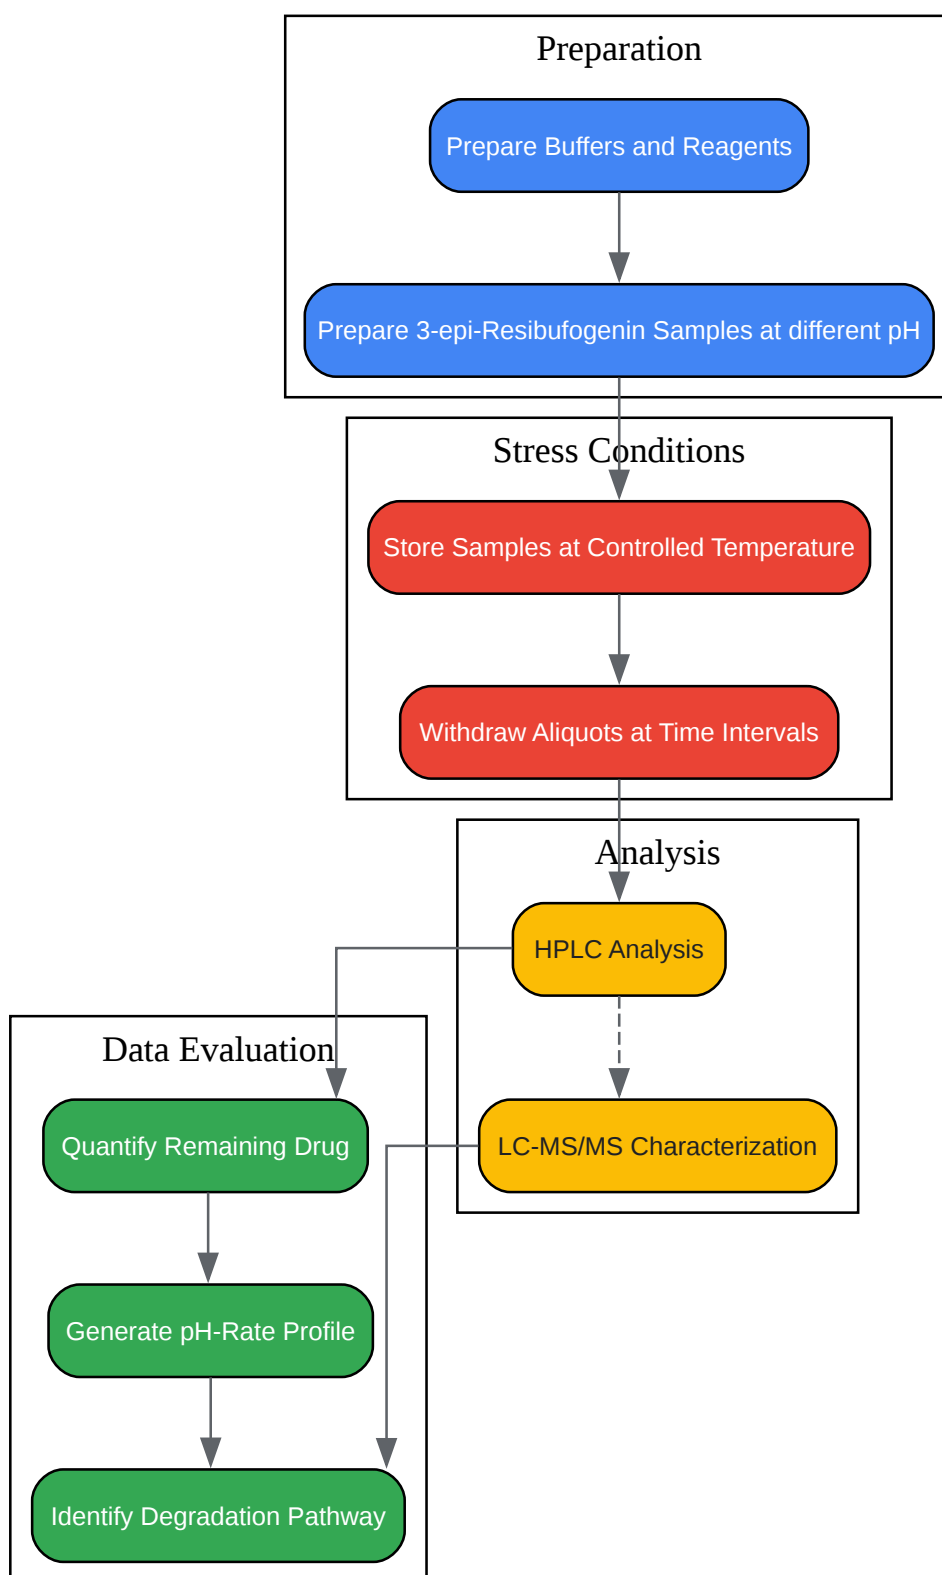 Preparation
Prepare Buffers and Reagents
Prepare 3-epi-Resibufogenin Samples at different pH
Stress Conditions
Store Samples at Controlled Temperature
Withdraw Aliquots at Time Intervals
Analysis
HPLC Analysis
LC-MS/MS Characterization
Data Evaluation
Quantify Remaining Drug
Generate pH-Rate Profile
Identify Degradation Pathway